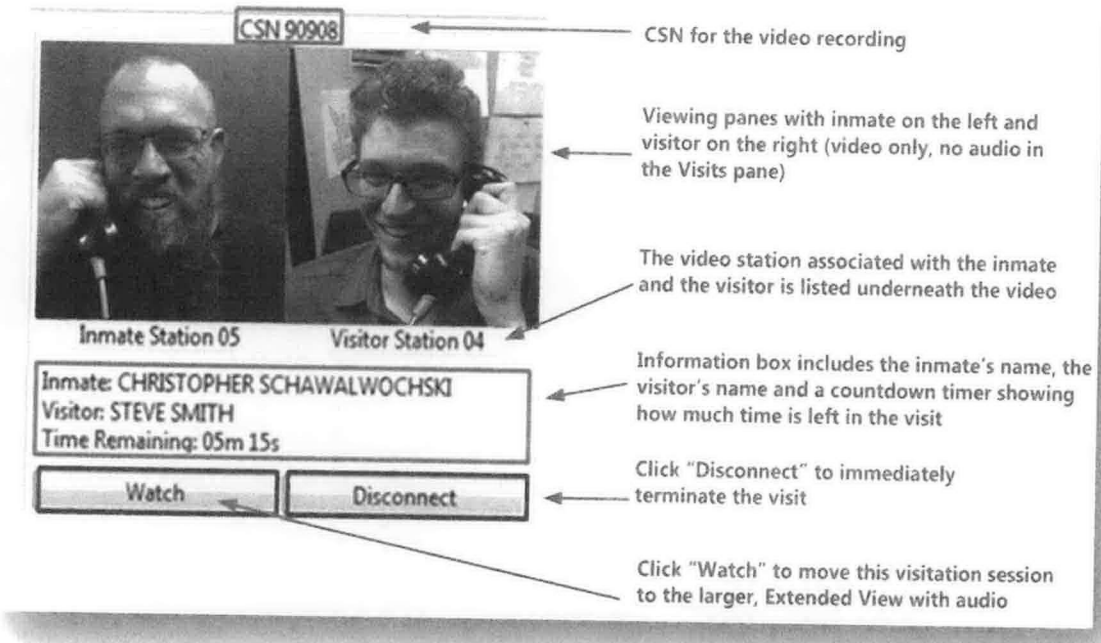 CSN 90908
CSN for the video recording
Viewing panes with inmate on the left and
visitor on the right (video only, no audio in
the Visits pane)
The video station associated with the inmate
and the visitor is listed underneath the video
Inmate Station 05
Visitor Station 04
Inmate: CHRISTOPHER SCHAWALWOCHSKI
Visitor: STEVE SMITH
Time Remaining: 05m 15s
Information box includes the inmate's name, the
visitor's name and a countdown timer showing
how much time is left in the visit
Watch
Disconnect
Click "Disconnect" to immediately
terminate the visit
Click "Watch" to move this visitation session
to the larger, Extended View with audio